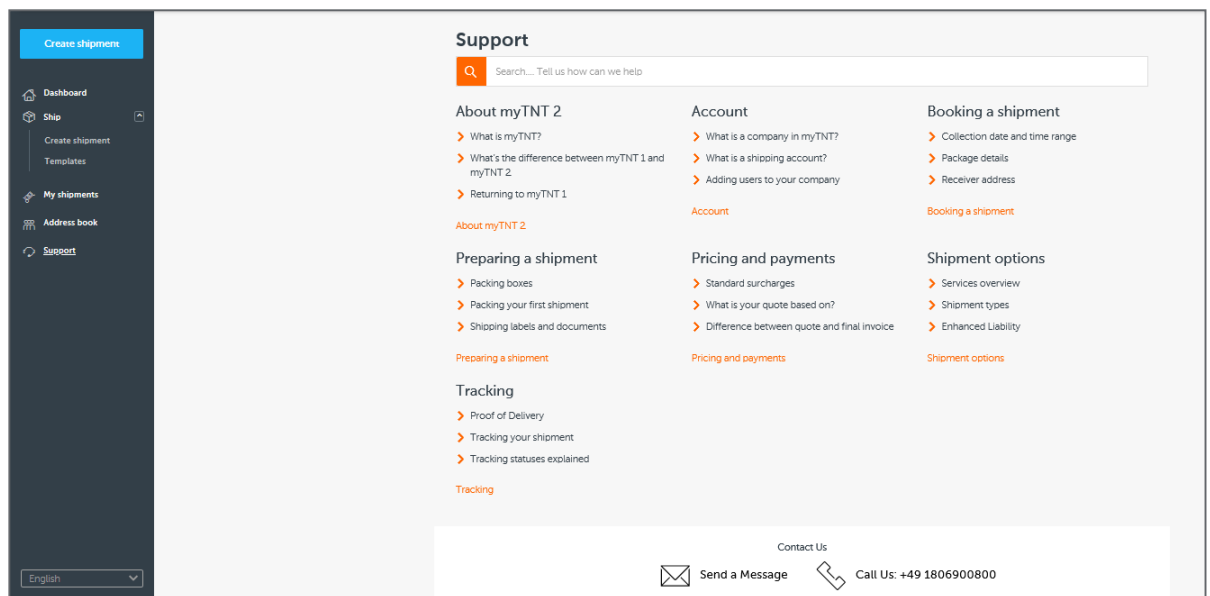 Create shipment
Dashboard
Ship
Create shipment
Templates
My shipments
Address book
Support
English
Support
Search.... Tell us how can we help
About myTNT 2
What is myTNT?
What's the difference between myTNT 1 and
myTNT 2
Returning to myTNT 1
About myTNT 2
Account
What is a company in myTNT?
What is a shipping account?
Adding users to your company
Account
Booking a shipment
Collection date and time range
Package details
Receiver address
Booking a shipment
Preparing a shipment
Packing boxes
Packing your first shipment
Shipping labels and documents
Preparing a shipment
Pricing and payments
Standard surcharges
What is your quote based on?
Difference between quote and final invoice
Pricing and payments
Shipment options
Services overview
Shipment types
Enhanced Liability
Shipment options
Tracking
Proof of Delivery
Tracking your shipment
Tracking statuses explained
Tracking
Contact Us
Send a Message
Call Us: +49 1806900800